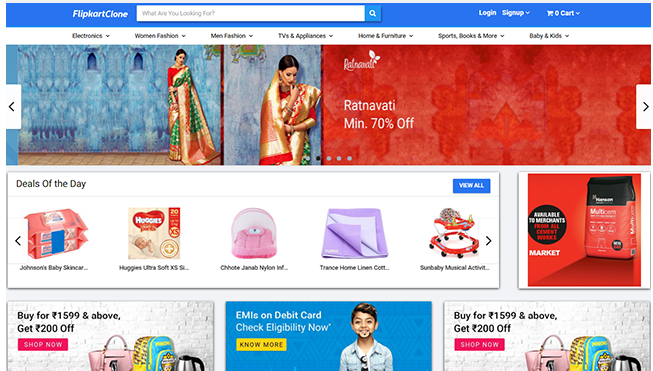 FlipkartClone
What Are You Looking For?
Login Signup 0 Cart
Electronics Women Fashion Men Fashion TVs & Appliances Home & Furniture Sports, Books & More Baby & Kids
Ratnavati
Ratnavati
Min. 70% Off
Deals Of the Day
VIEW ALL
HUGGIES
20
XS
Johnson's Baby Skincar...
Huggies Ultra Soft XS Si...
Chhote Janab Nylon Inf...
Trance Home Linen Cott...
Sunbaby Musical Activit...
AVAILABLE
TO MERCHANTS
FROM ALL
CEMENT
WORKS
MARKET
Hanson
Multicem
NEW
Buy for ₹1599 & above,
Get ₹200 Off
SHOP NOW
EMIs on Debit Card
Check Eligibility Now*
KNOW MORE
Buy for ₹1599 & above,
Get ₹200 Off
SHOP NOW